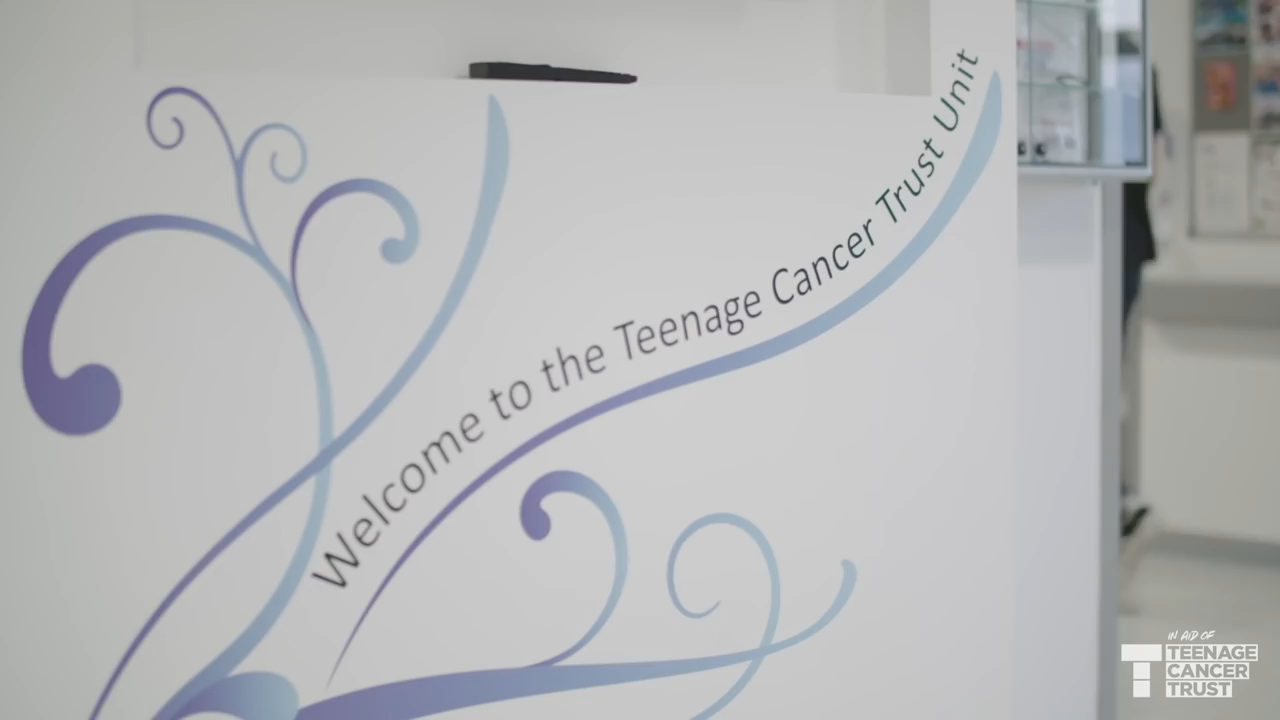 Welcome to the Teenage Cancer Trust Unit
IN AID OF
TEENAGE
CANCER
TRUST